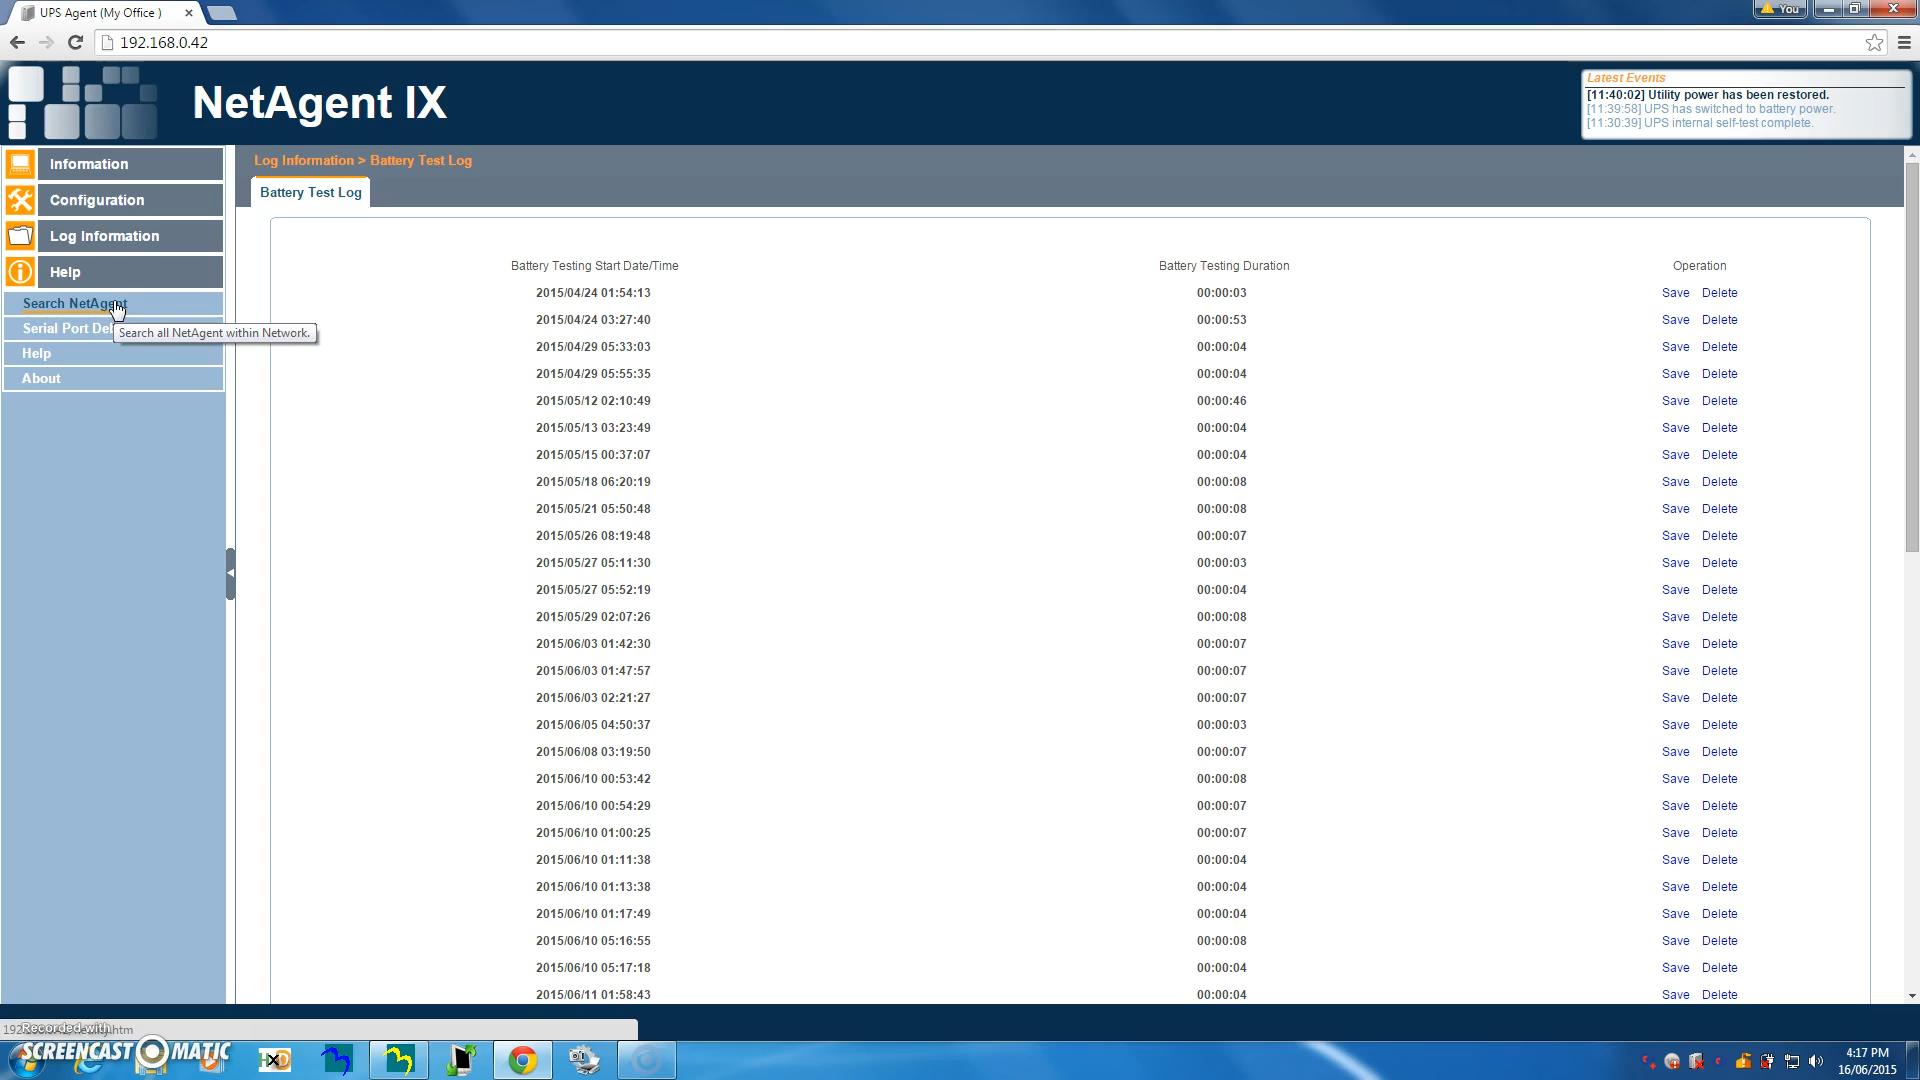 UPS Agent (My Office )
You
192.168.0.42
NetAgent IX
Latest Events
[11:40:02] Utility power has been restored.
[11:39:58] UPS has switched to battery power.
[11:30:39] UPS internal self-test complete.
Information
Configuration
Log Information
Help
Search NetAgent
Serial Port De
Search all NetAgent within Network.
Help
About
Log Information > Battery Test Log
Battery Test Log
Battery Testing Start Date/Time Battery Testing Duration Operation
2015/04/24 01:54:13 00:00:03 Save Delete
2015/04/24 03:27:40 00:00:53 Save Delete
2015/04/29 05:33:03 00:00:04 Save Delete
2015/04/29 05:55:35 00:00:04 Save Delete
2015/05/12 02:10:49 00:00:46 Save Delete
2015/05/13 03:23:49 00:00:04 Save Delete
2015/05/15 00:37:07 00:00:04 Save Delete
2015/05/18 06:20:19 00:00:08 Save Delete
2015/05/21 05:50:48 00:00:08 Save Delete
2015/05/26 08:19:48 00:00:07 Save Delete
2015/05/27 05:11:30 00:00:03 Save Delete
2015/05/27 05:52:19 00:00:04 Save Delete
2015/05/29 02:07:26 00:00:08 Save Delete
2015/06/03 01:42:30 00:00:07 Save Delete
2015/06/03 01:47:57 00:00:07 Save Delete
2015/06/03 02:21:27 00:00:07 Save Delete
2015/06/05 04:50:37 00:00:03 Save Delete
2015/06/08 03:19:50 00:00:07 Save Delete
2015/06/10 00:53:42 00:00:08 Save Delete
2015/06/10 00:54:29 00:00:07 Save Delete
2015/06/10 01:00:25 00:00:07 Save Delete
2015/06/10 01:11:38 00:00:04 Save Delete
2015/06/10 01:13:38 00:00:04 Save Delete
2015/06/10 01:17:49 00:00:04 Save Delete
2015/06/10 05:16:55 00:00:08 Save Delete
2015/06/10 05:17:18 00:00:04 Save Delete
2015/06/11 01:58:43 00:00:04 Save Delete
Recorded with
SCREENCAST MATIC
4:17 PM
16/06/2015